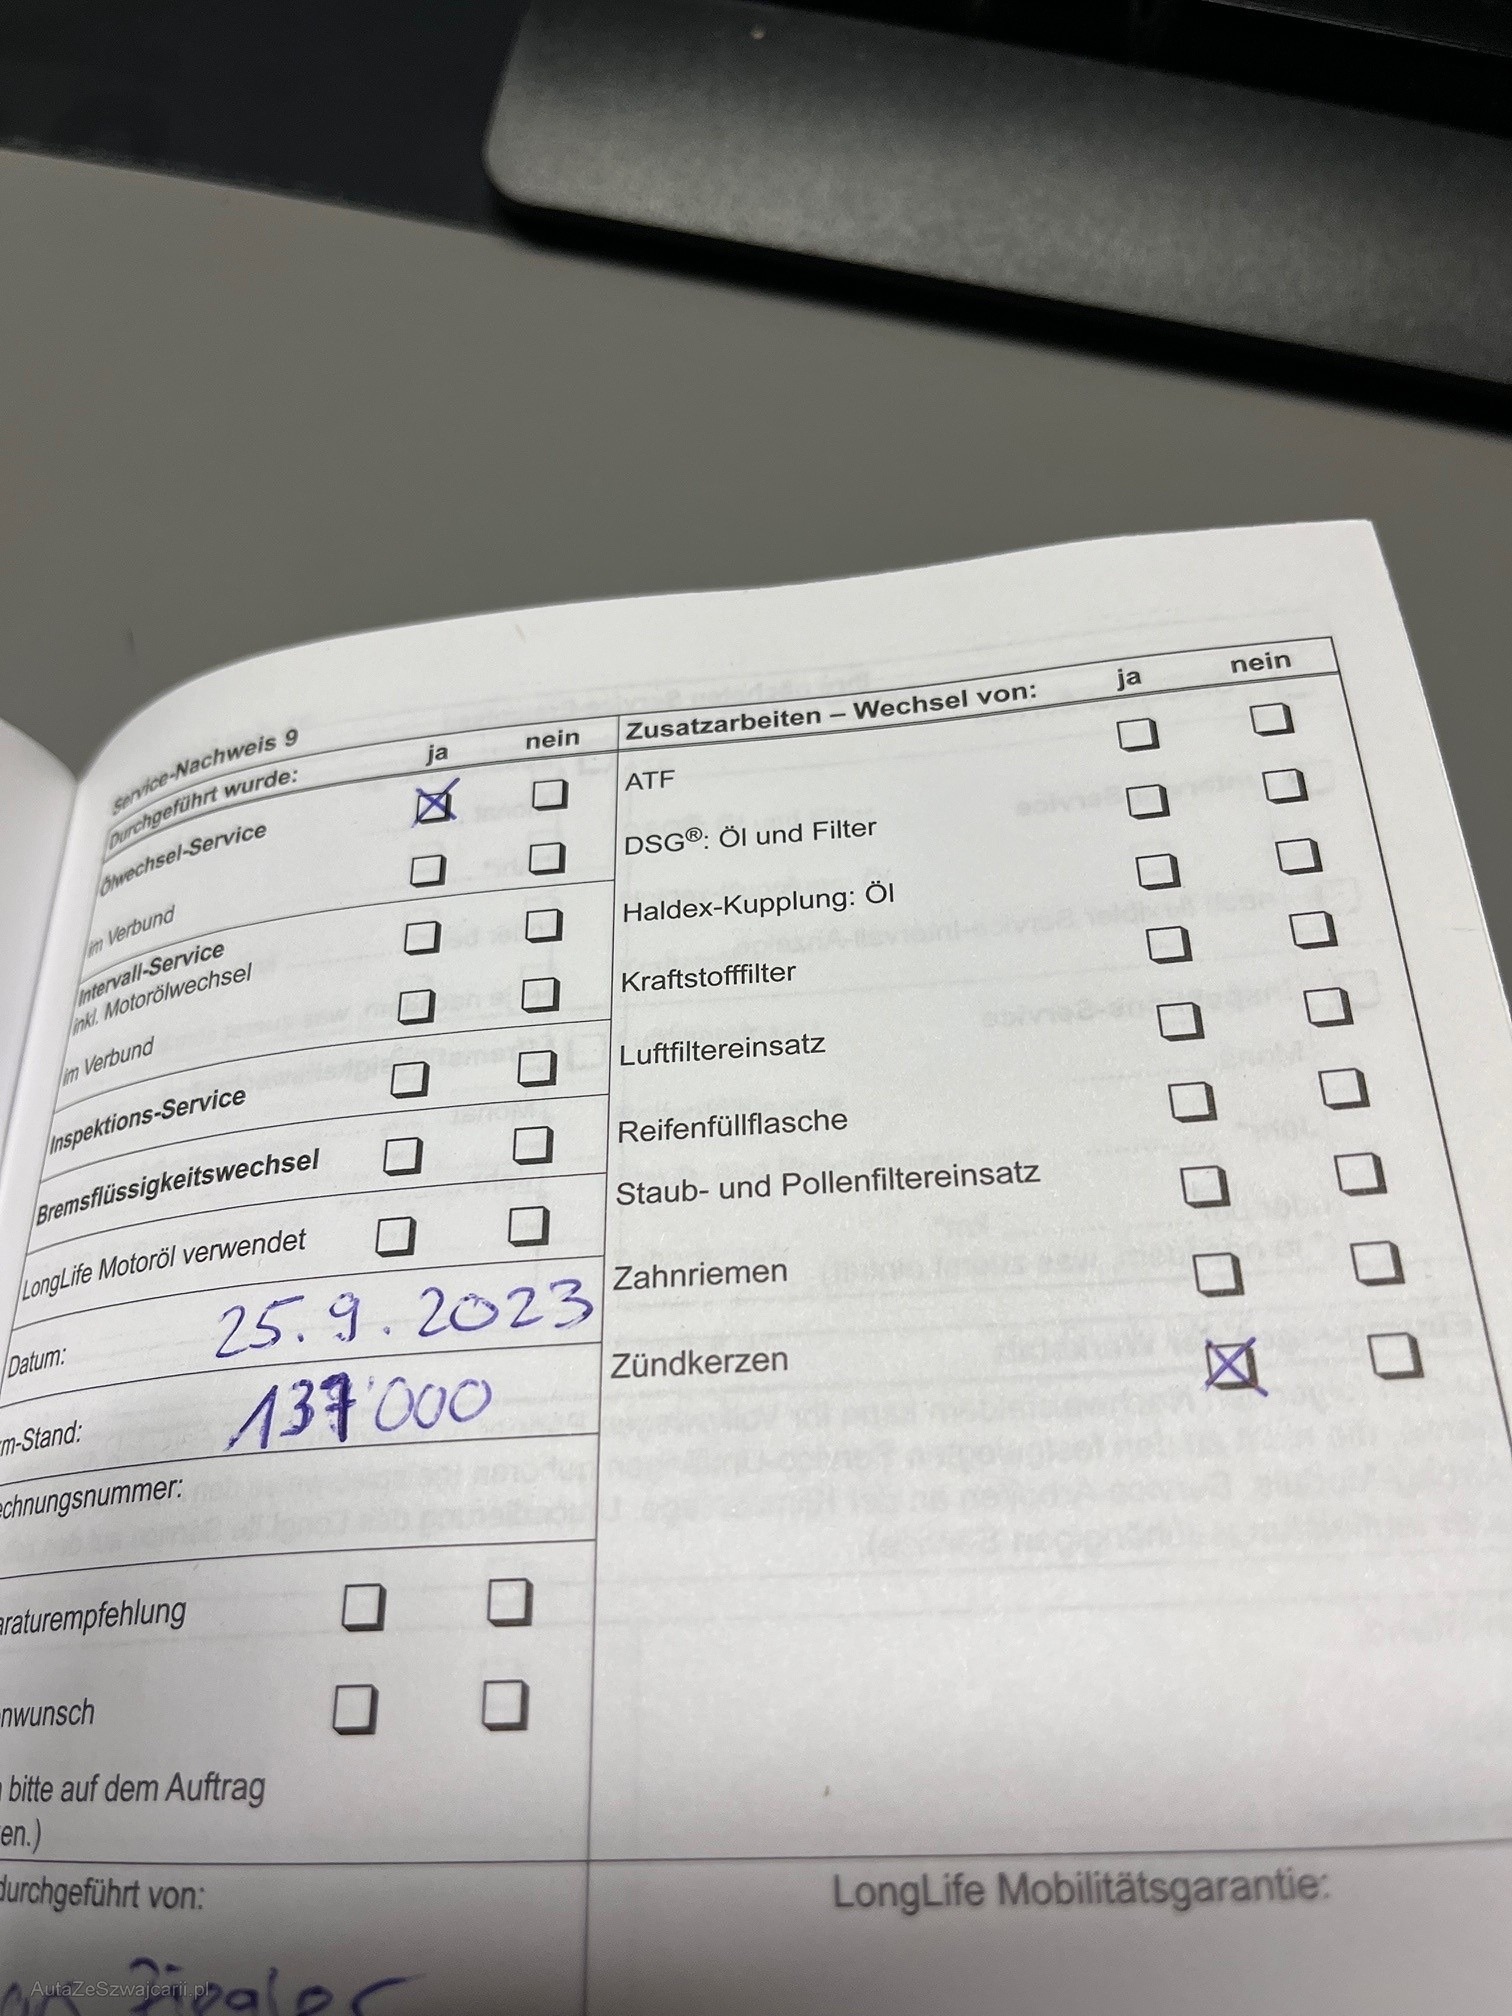 Service-Nachweis 9
Durchgeführt wurde: ja nein
Ölwechsel-Service
im Verbund
Intervall-Service
inkl. Motorölwechsel
im Verbund
Inspektions-Service
Bremsflüssigkeitswechsel
LongLife Motoröl verwendet
Datum: 25.9.2023
m-Stand: 137'000
echnungsnummer:
araturempfehlung
nwunsch
bitte auf dem Auftrag
en.)
durchgeführt von:
Ziegler
Zusatzarbeiten – Wechsel von: ja nein
ATF
DSG®: Öl und Filter
Haldex-Kupplung: Öl
Kraftstofffilter
Luftfiltereinsatz
Reifenfüllflasche
Staub- und Pollenfiltereinsatz
Zahnriemen
Zündkerzen
LongLife Mobilitätsgarantie:
AutaZeSzwajcarii.pl